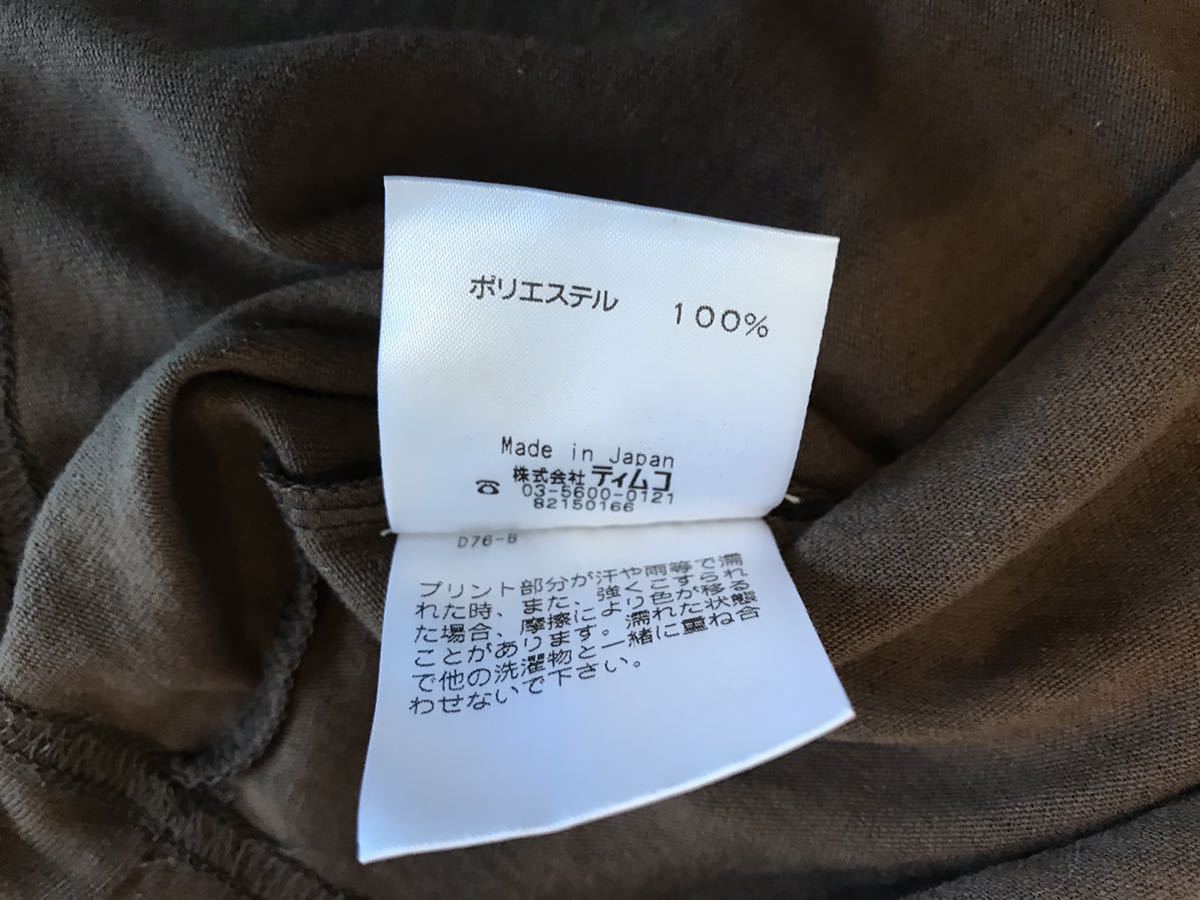 ポリエステル 100%
Made in Japan
株式会社 ティムコ
☎ 03-5600-0121
82150166
D76-B
プリント部分が汗や雨等で濡
れた時、また、強くこすられ
た場合、摩擦により色が移る
ことがあります。濡れた状態
で他の洗濯物と一緒に重ね合
わせないで下さい。